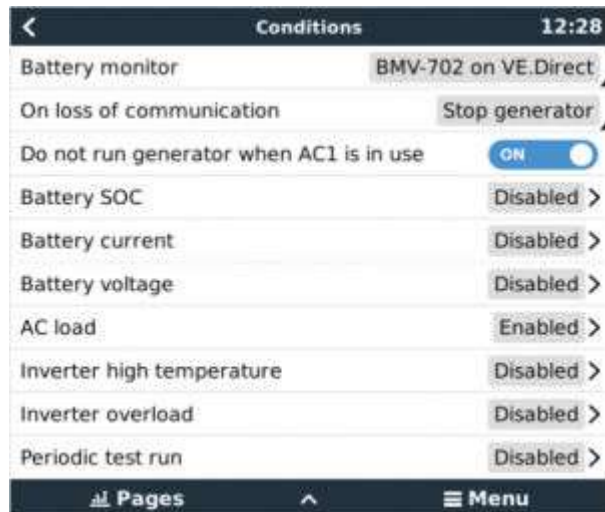 Conditions 12:28
Battery monitor BMV-702 on VE.Direct
On loss of communication Stop generator
Do not run generator when AC1 is in use ON
Battery SOC Disabled
Battery current Disabled
Battery voltage Disabled
AC load Enabled
Inverter high temperature Disabled
Inverter overload Disabled
Periodic test run Disabled
Pages Menu